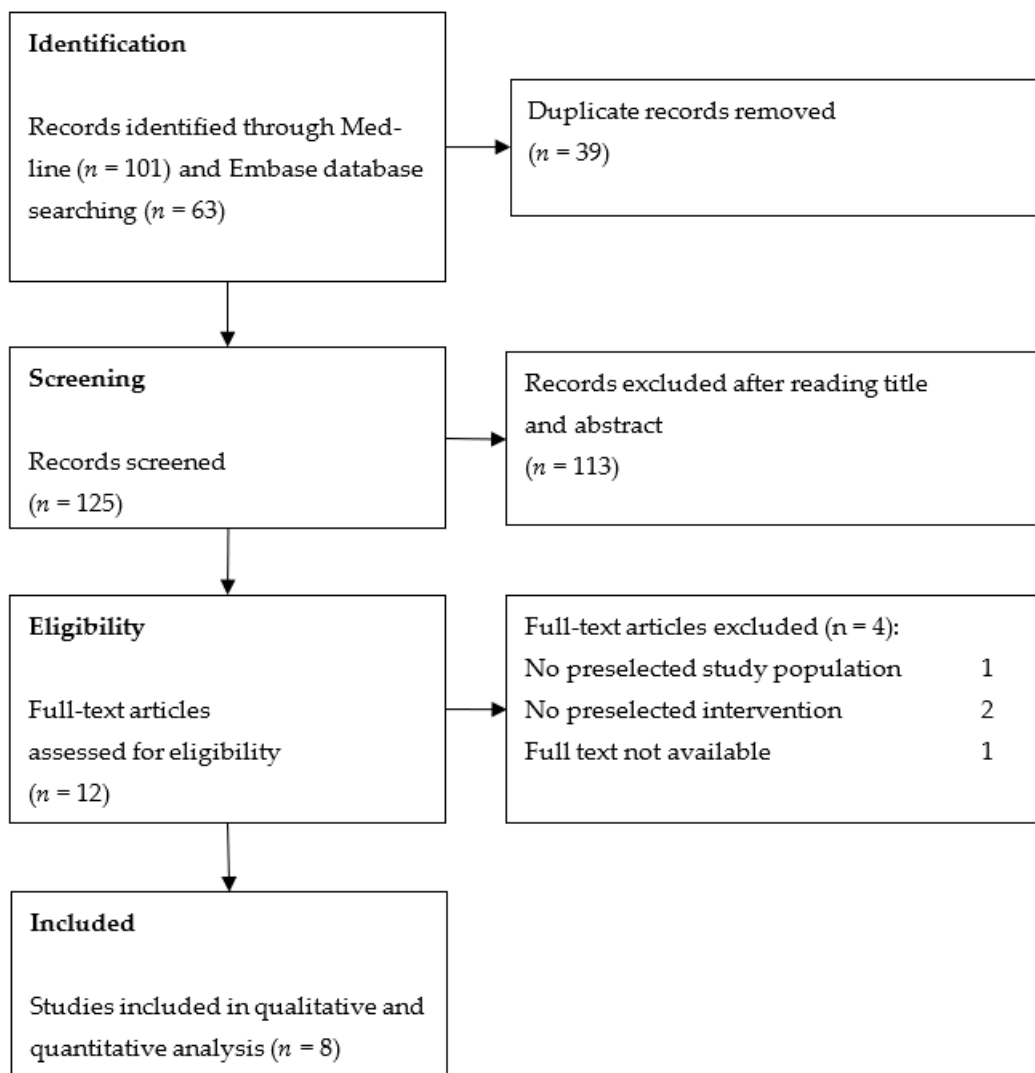 Identification
Records identified through Med-
line (n = 101) and Embase database
searching (n = 63)
Duplicate records removed
(n = 39)
Screening
Records screened
(n = 125)
Records excluded after reading title
and abstract
(n = 113)
Eligibility
Full-text articles
assessed for eligibility
(n = 12)
Full-text articles excluded (n = 4):
No preselected study population 1
No preselected intervention 2
Full text not available 1
Included
Studies included in qualitative and
quantitative analysis (n = 8)